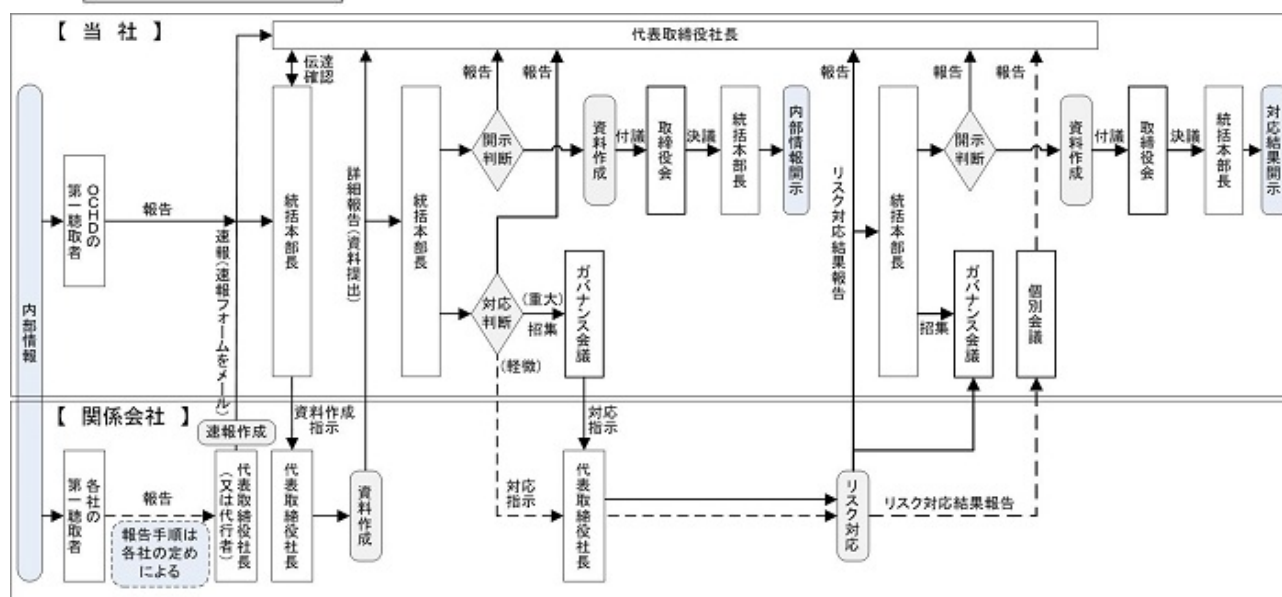 【 当 社 】
代表取締役社長
伝達
確認
報告
報告
報告
報告
報告
内部情報
OCHDの
第一聴取者
報告
速報(速報フォームをメール)
統括本部長
詳細報告(資料提出)
統括本部長
開示
判断
資料作成
付議
取締役会
決議
統括本部長
内部情報開示
対応
判断
(重大)
招集
(軽微)
ガバナンス会議
リスク対応結果報告
統括本部長
開示
判断
資料作成
付議
取締役会
決議
統括本部長
対応結果開示
招集
ガバナンス会議
個別会議
【 関係会社 】
速報作成
資料作成
指示
対応
指示
各社の
第一聴取者
報告
報告手順は
各社の定め
による
代表取締役社長
(又は代行者)
代表取締役社長
資料作成
対応
指示
代表取締役社長
リスク対応
リスク対応結果報告